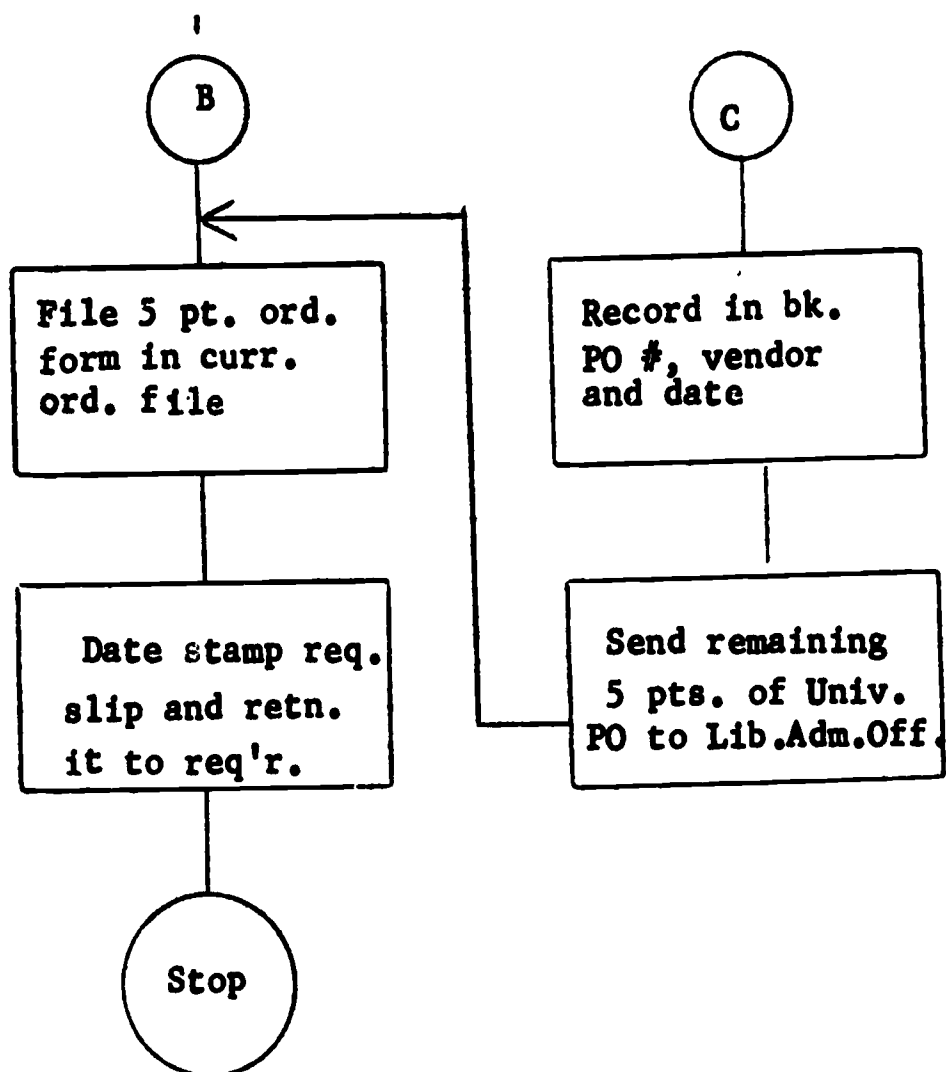 B
File 5 pt. ord.
form in curr.
ord. file
Date stamp req.
slip and retn.
it to req'r.
Stop
C
Record in bk.
PO #, vendor
and date
Send remaining
5 pts. of Univ.
PO to Lib.Adm.Off.